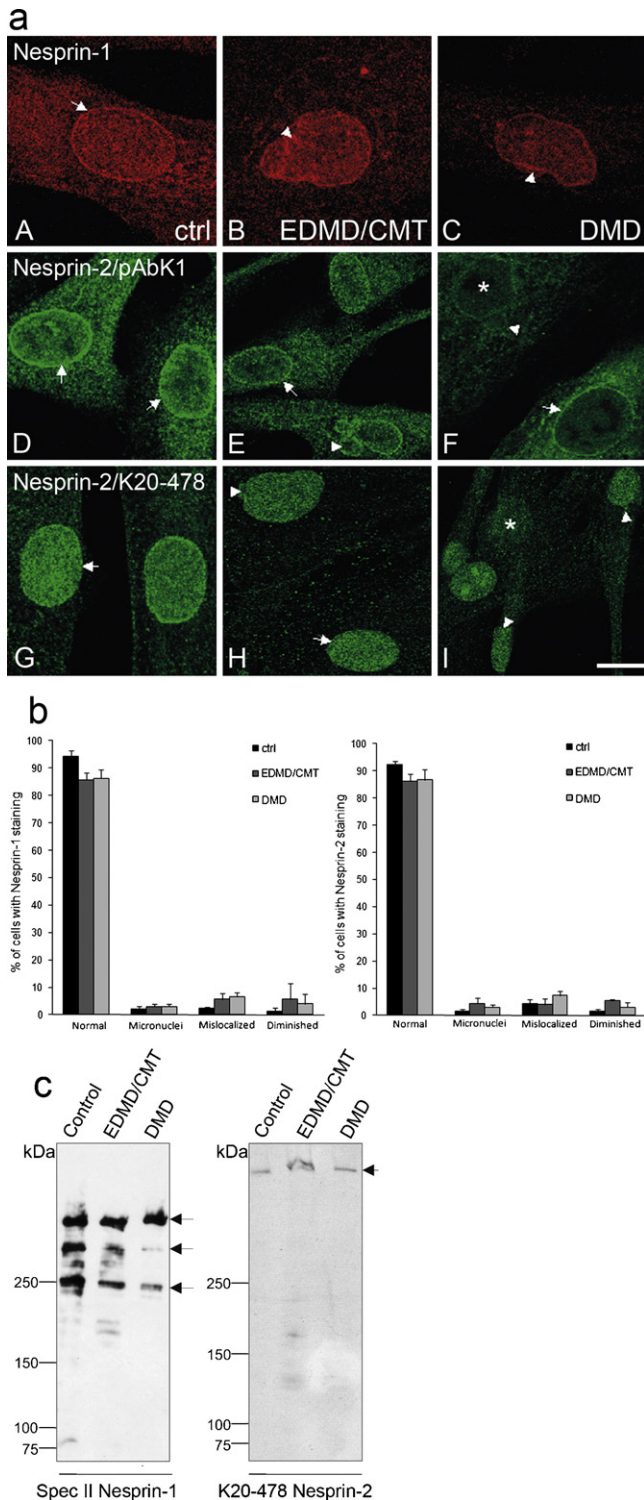 a
Nesprin-1
A ctrl B EDMD/CMT C DMD
Nesprin-2/pAbK1
* 
D E F
Nesprin-2/K20-478
*
G H I
b
% of cells with Nesprin-1 staining
100
90
80
70
60
50
40
30
20
10
0
ctrl
EDMD/CMT
DMD
Normal Micronuclei Mislocalized Diminished
% of cells with Nesprin-2 staining
100
90
80
70
60
50
40
30
20
10
0
ctrl
EDMD/CMT
DMD
Normal Micronuclei Mislocalized Diminished
c
Control EDMD/CMT DMD
kDa
250
150
100
75
Spec II Nesprin-1
Control EDMD/CMT DMD
kDa
250
150
100
75
K20-478 Nesprin-2